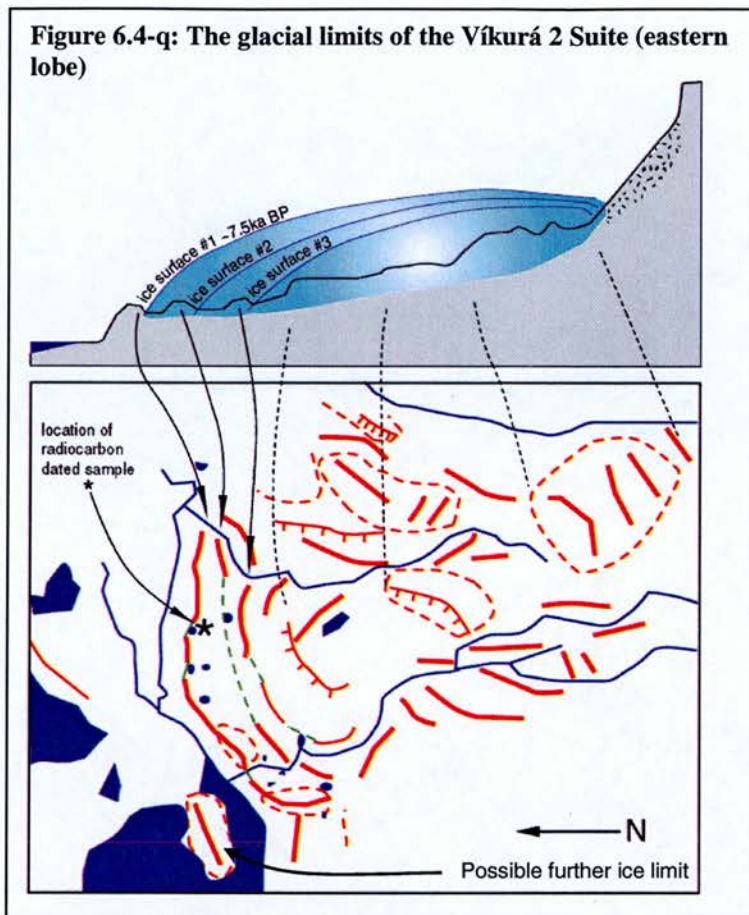 Figure 6.4-q: The glacial limits of the Víkurá 2 Suite (eastern
lobe)
ice surface #1 ~7.5ka BP
ice surface #2
ice surface #3
location of
radiocarbon
dated sample
*
*
N
Possible further ice limit